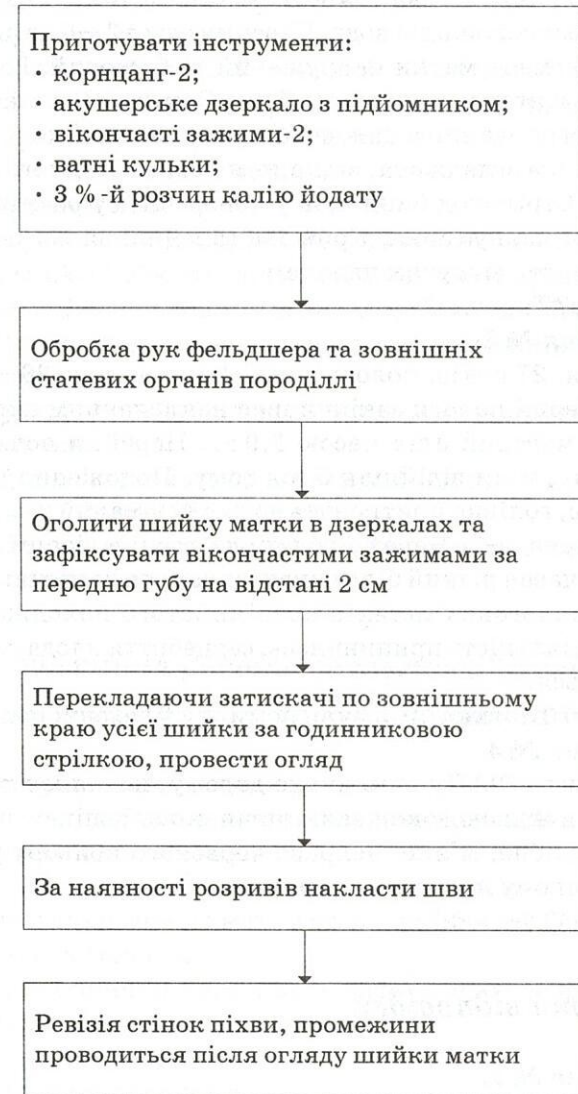 Приготувати інструменти:
· корнцанг-2;
· акушерське дзеркало з підйомником;
· вікончасті зажими-2;
· ватні кульки:
· 3 % -й розчин калію йодату
Обробка рук фельдшера та зовнішніх
статевих органів породіллі
Оголити шийку матки в дзеркалах та
зафіксувати вікончастими зажимами за
передню губу на відстані 2 см
Перекладаючи затискачі по зовнішньому
краю усієї шийки за годинниковою
стрілкою, провести огляд
За наявності розривів накласти шви
Ревізія стінок піхви, промежини
проводиться після огляду шийки матки